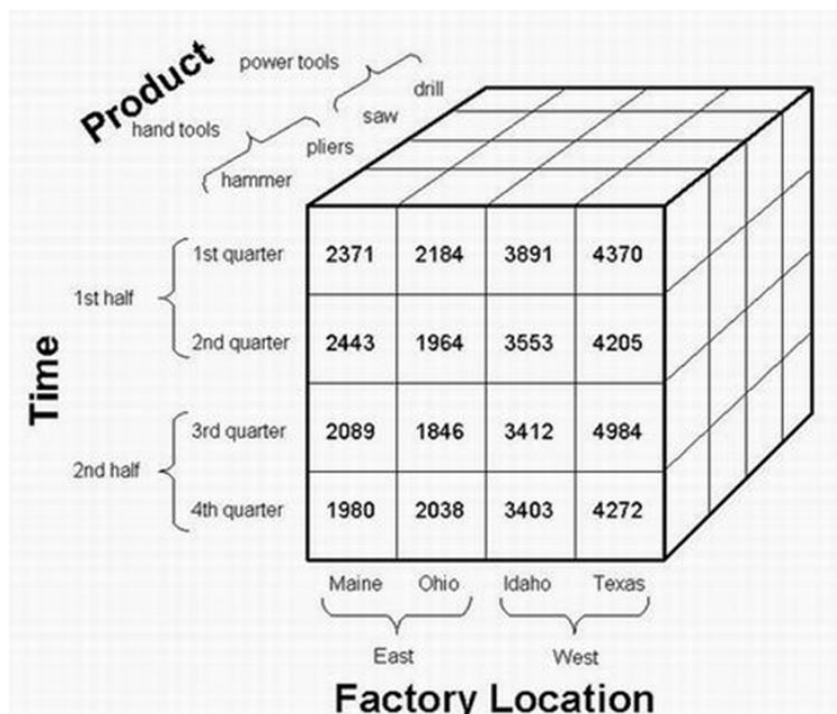 Product
power tools
drill
saw
hand tools
pliers
hammer
1st quarter 2371 2184 3891 4370
1st half
2nd quarter 2443 1964 3553 4205
Time
3rd quarter 2089 1846 3412 4984
2nd half
4th quarter 1980 2038 3403 4272
Maine Ohio Idaho Texas
East West
Factory Location